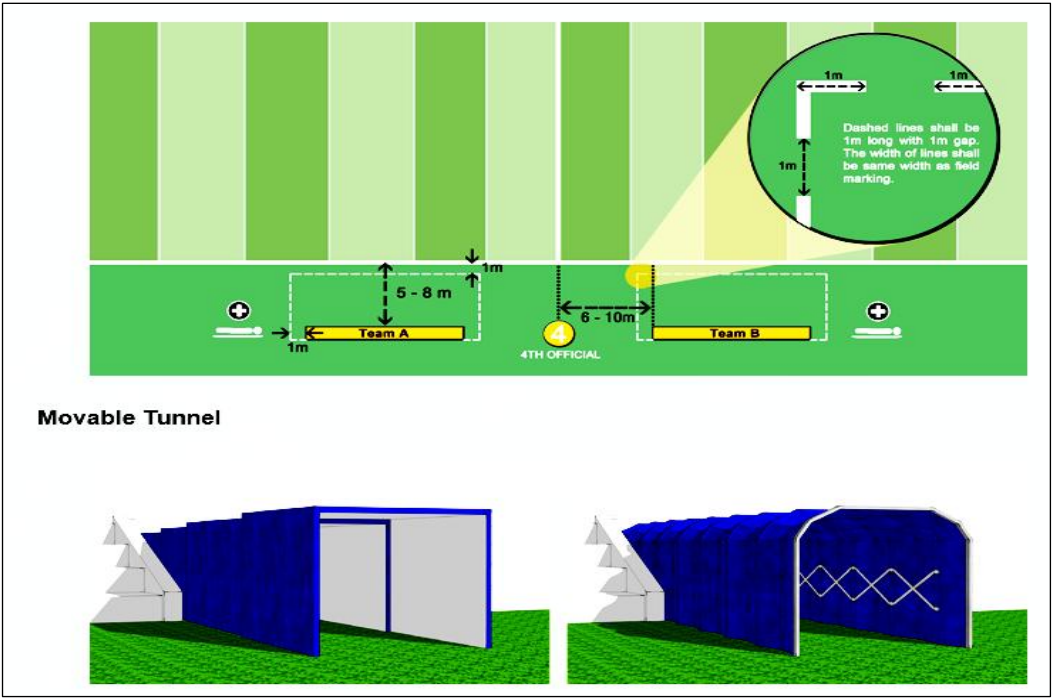 1m
1m
Dashed lines shall be
1m long with 1m gap.
The width of lines shall
be same width as field
marking.
1m
1m
5 - 8 m
6 - 10m
Team A
4
Team B
1m
4TH OFFICIAL
Movable Tunnel